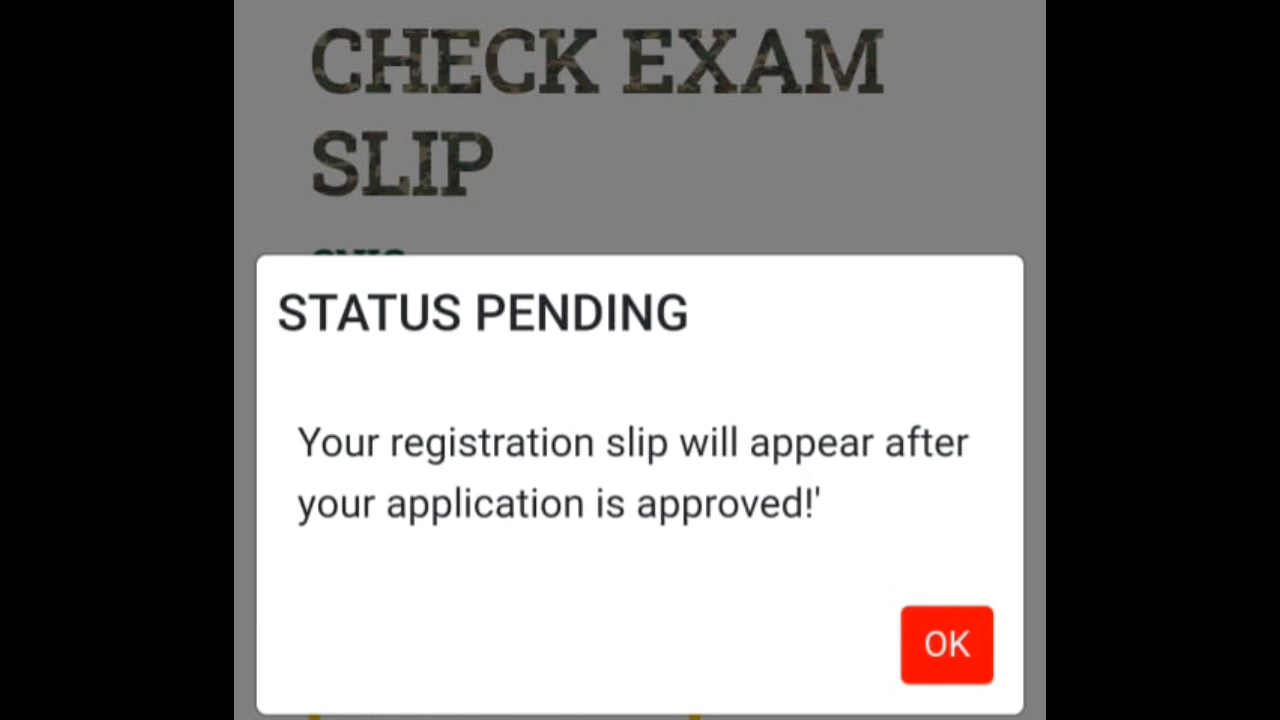 CHECK EXAM
SLIP
STATUS PENDING
Your registration slip will appear after
your application is approved!'
OK